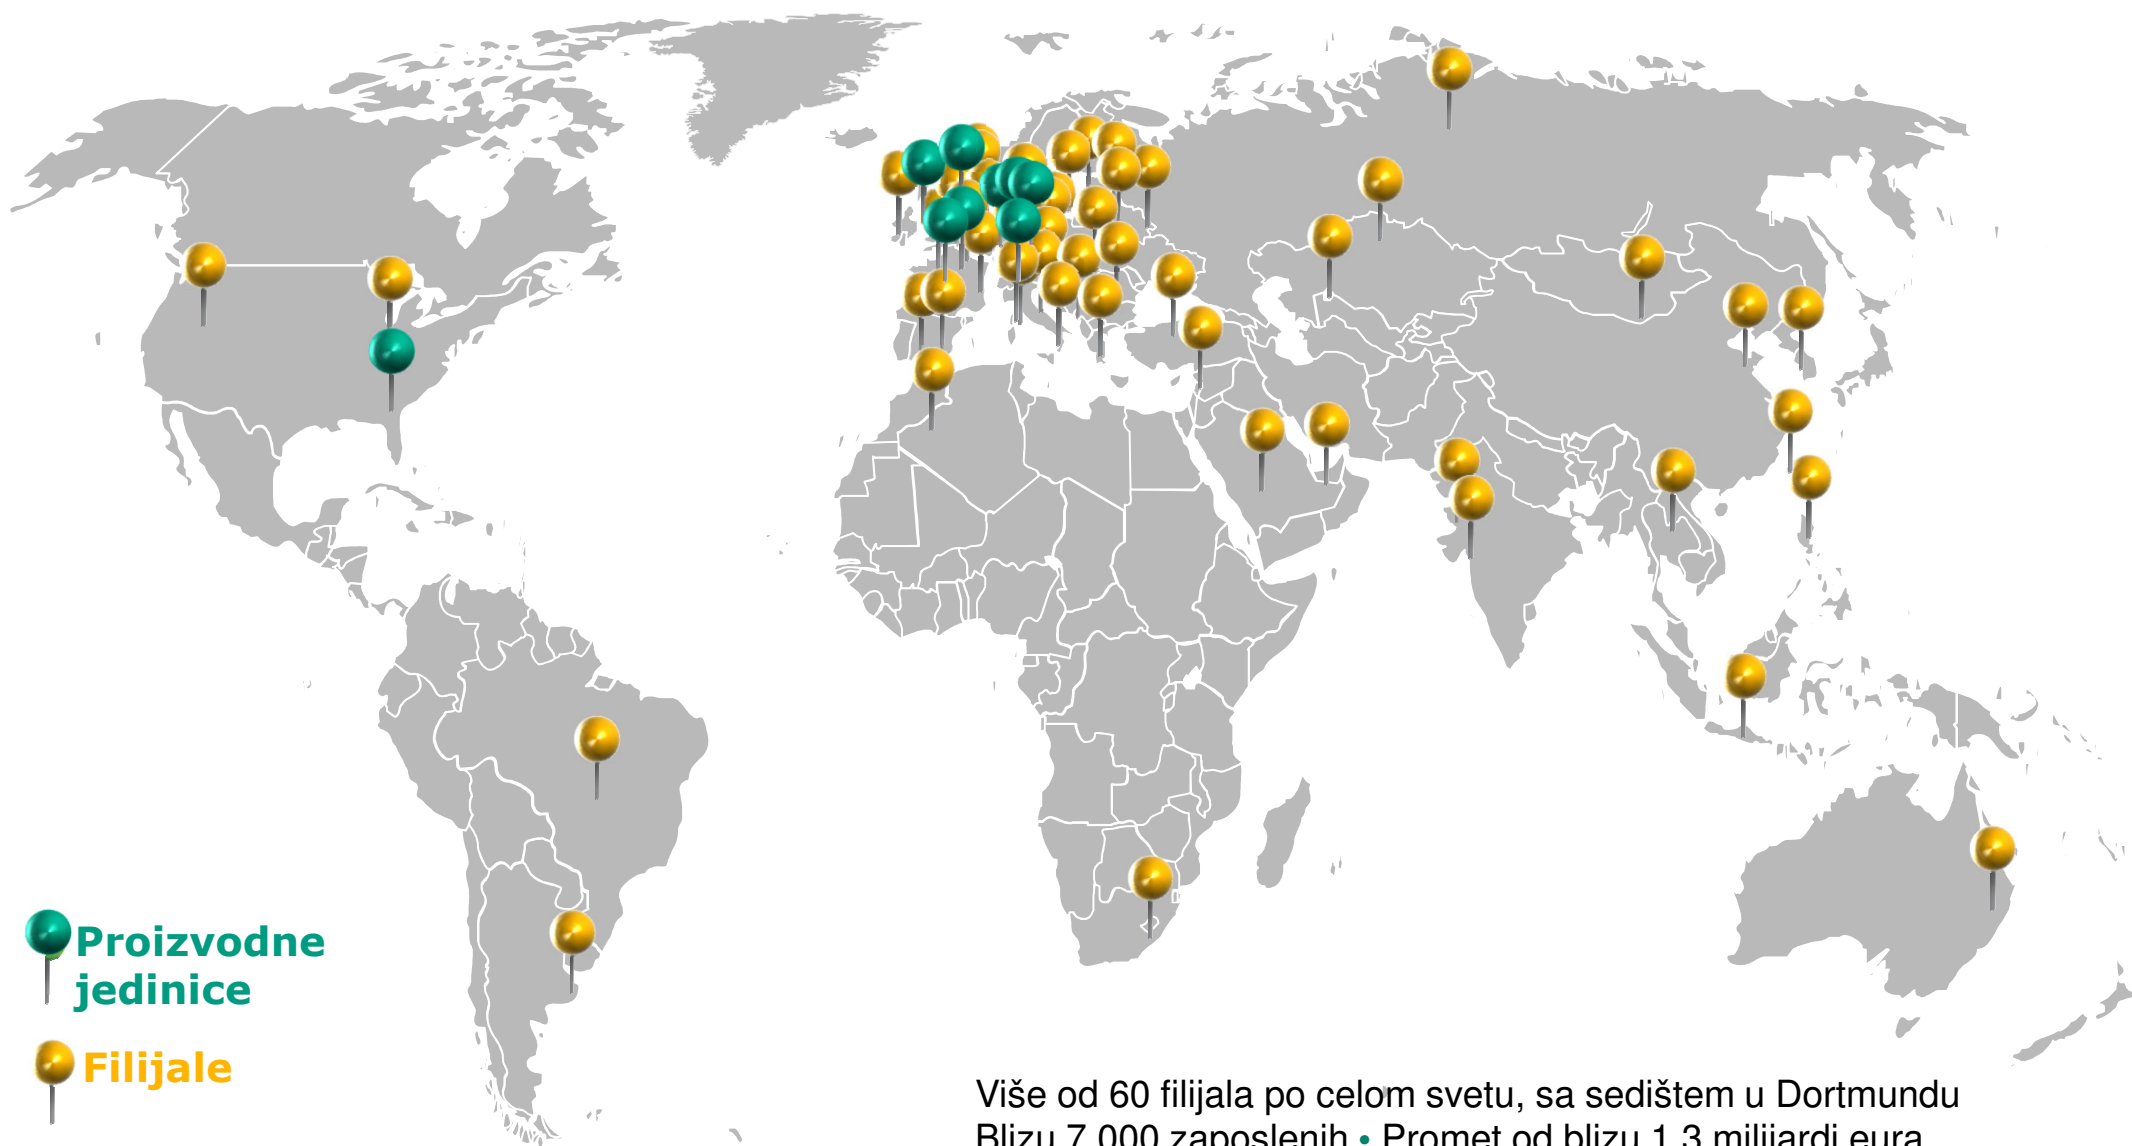 Proizvodne
jedinice
Filijale
Više od 60 filijala po celom svetu, sa sedištem u Dortmundu
Blizu 7.000 zaposlenih • Promet od blizu 1,3 milijardi eura